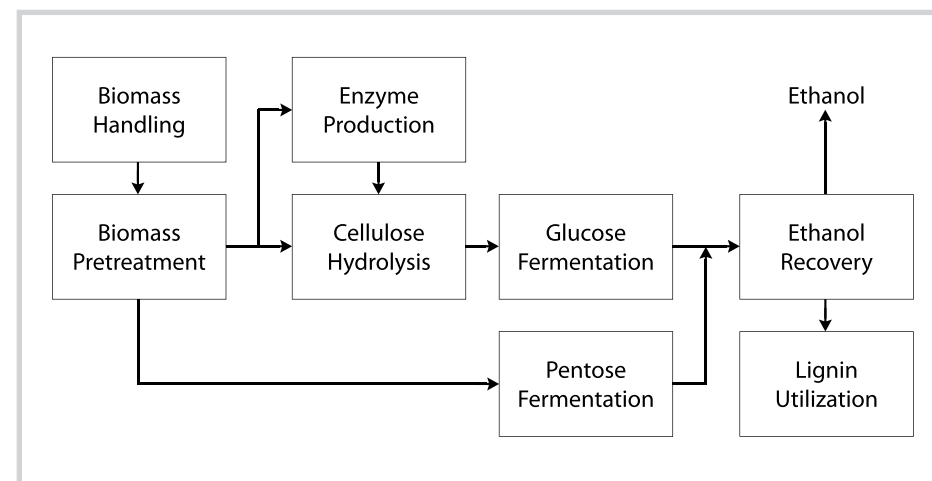 Biomass
Handling
Enzyme
Production
Ethanol
Biomass
Pretreatment
Cellulose
Hydrolysis
Glucose
Fermentation
Ethanol
Recovery
Pentose
Fermentation
Lignin
Utilization